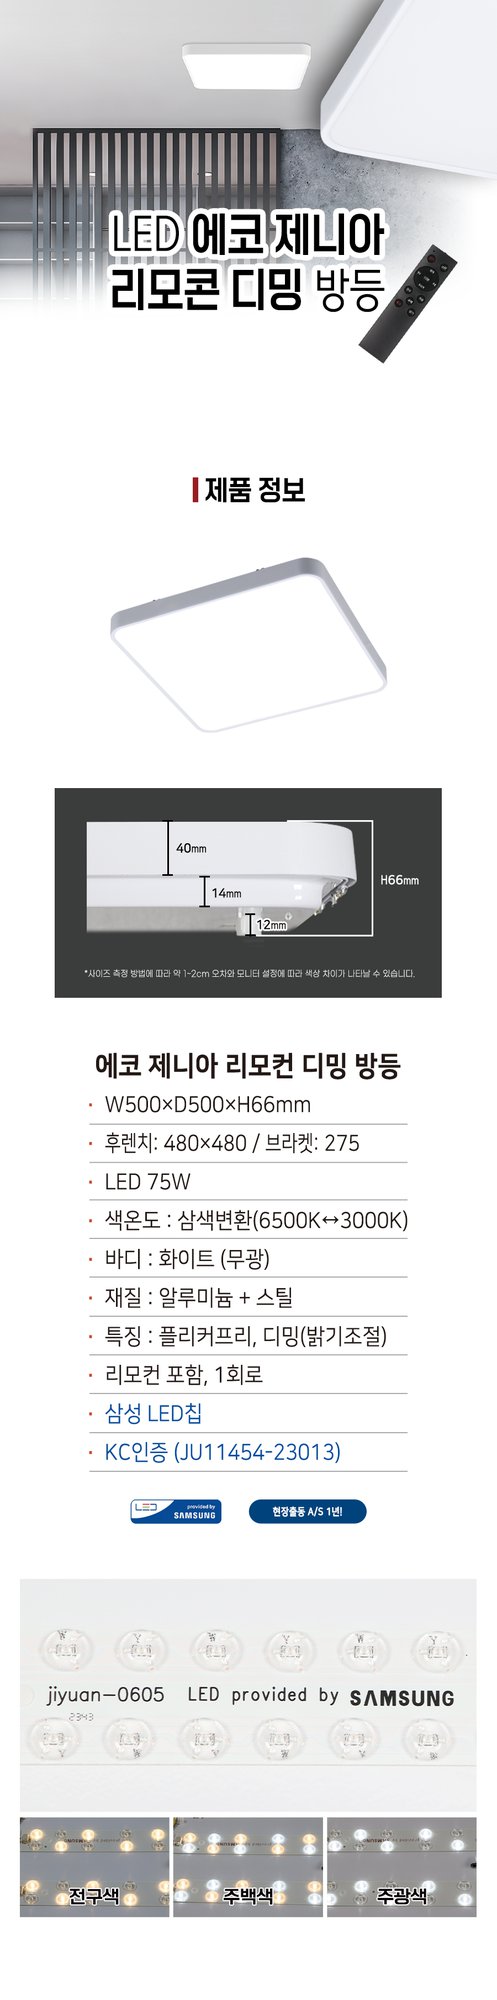 LED 에코 제니아
리모콘 디밍 방등
제품 정보
40mm
14mm
12mm
H66mm
*사이즈 측정 방법에 따라 약 1~2cm 오차와 모니터 설정에 따라 색상 차이가 나타날 수 있습니다.
에코 제니아 리모컨 디밍 방등
· W500×D500×H66mm
· 후렌치: 480×480 / 브라켓: 275
· LED 75W
· 색온도 : 삼색변환(6500K↔3000K)
· 바디 : 화이트 (무광)
· 재질 : 알루미늄 + 스틸
· 특징 : 플리커프리, 디밍(밝기조절)
· 리모컨 포함, 1회로
· 삼성 LED칩
· KC인증 (JU11454-23013)
LED provided by SAMSUNG
현장출동 A/S 1년!
W Y W Y W Y
jiyuan-0605 LED provided by SAMSUNG
2343
Y W Y W Y W
전구색
주백색
주광색